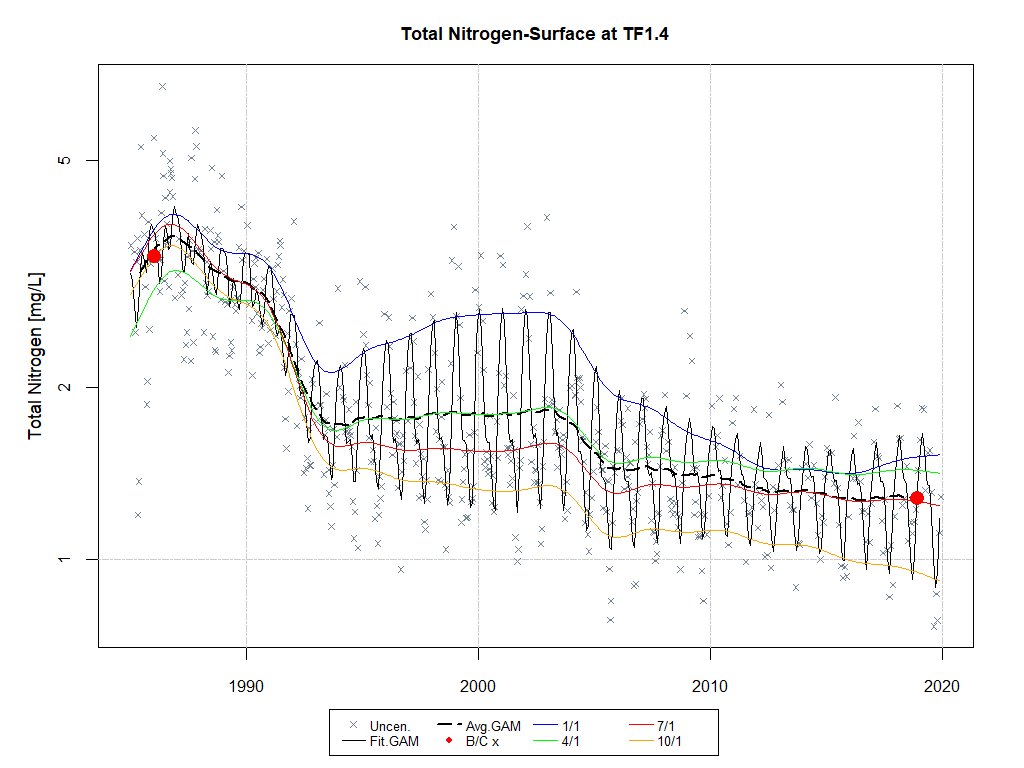 Total Nitrogen-Surface at TF1.4
Total Nitrogen [mg/L]
5
2
1
1990 2000 2010 2020
Uncen. Avg.GAM 1/1 7/1
Fit.GAM B/C x 4/1 10/1